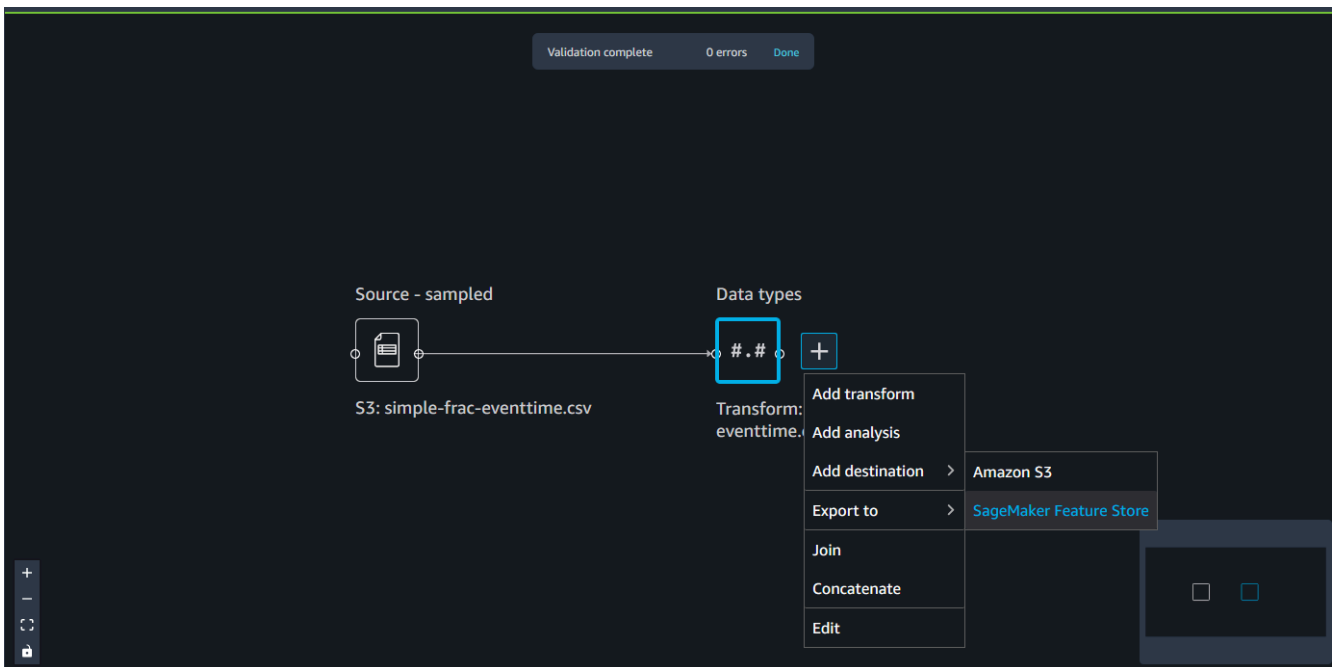 Validation complete 0 errors Done
Source - sampled
Data types
#.#
S3: simple-frac-eventtime.csv
Transform:
eventtime.
Add transform
Add analysis
Add destination
Amazon S3
Export to
SageMaker Feature Store
Join
Concatenate
Edit